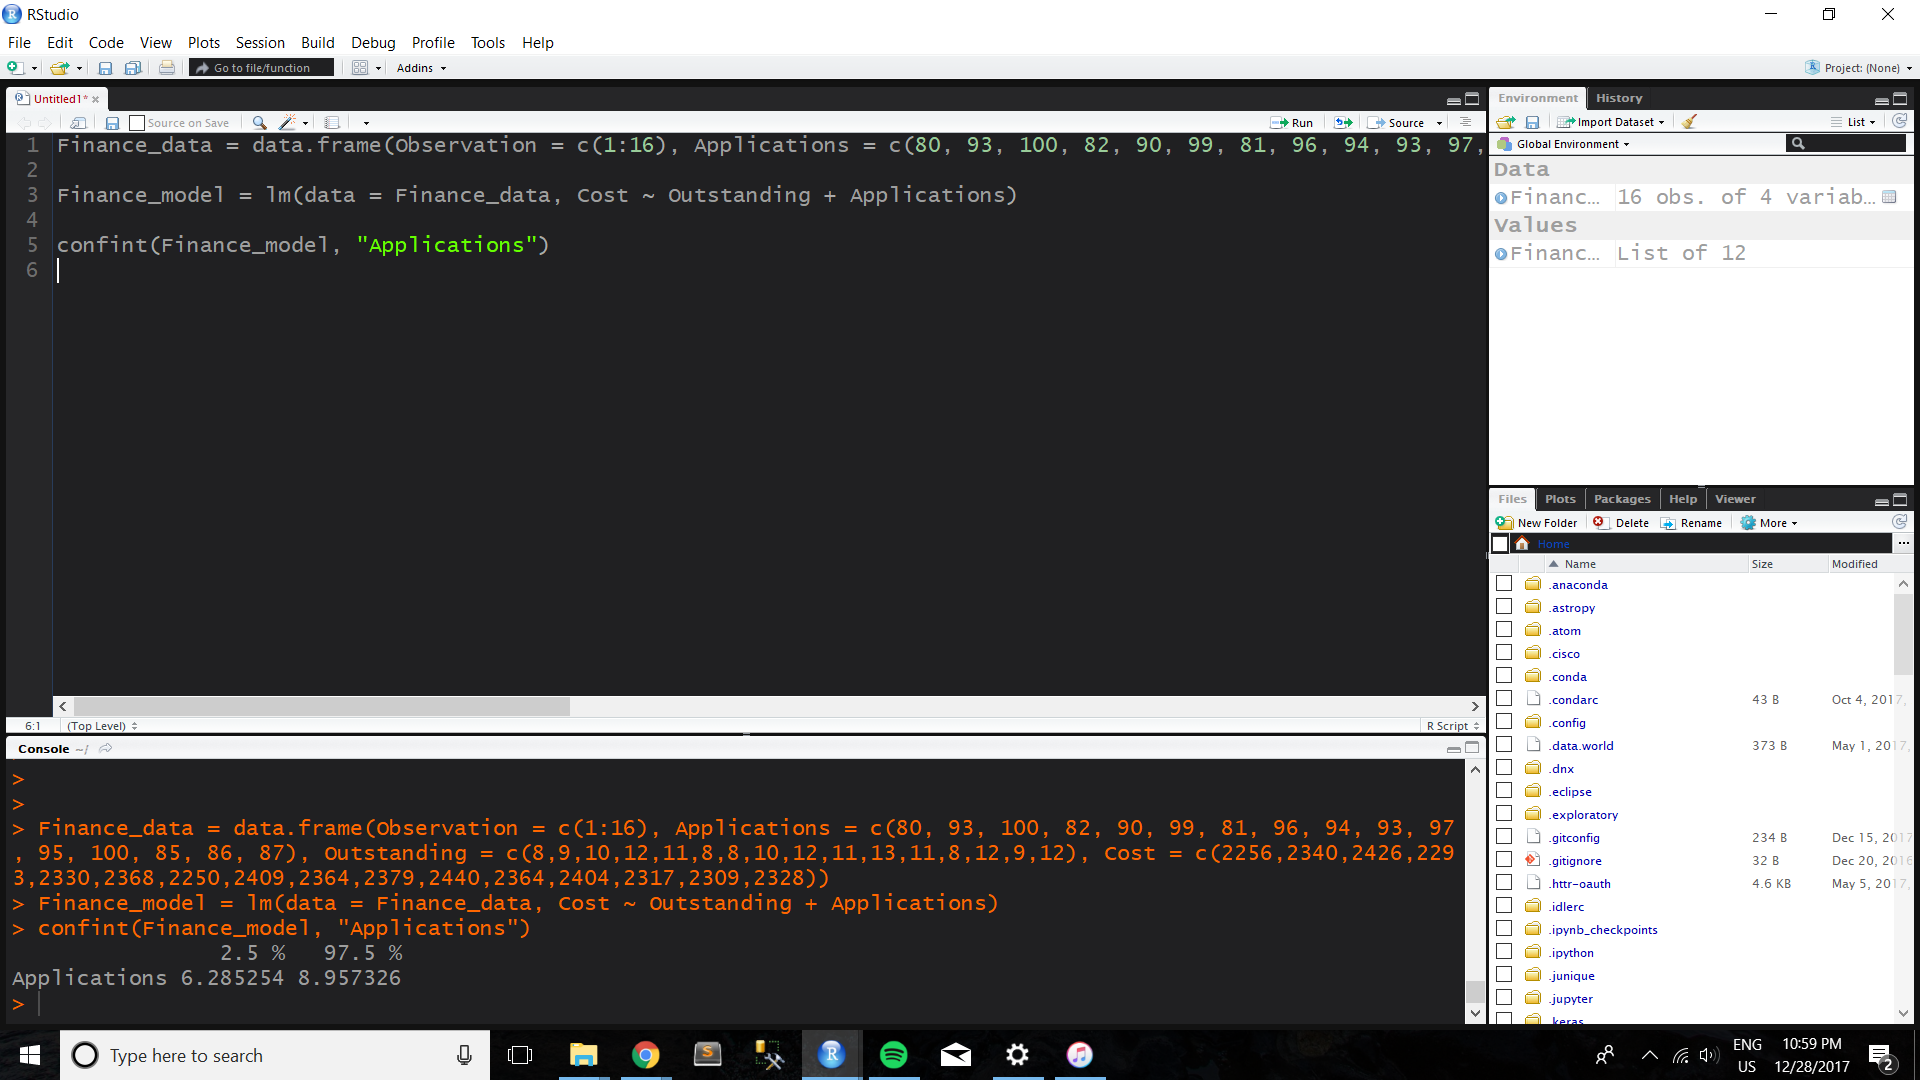 RStudio
File Edit Code View Plots Session Build Debug Profile Tools Help
Go to file/function Addins Project: (None)
Untitled1*
Source on Save Run Source
1 Finance_data = data.frame(Observation = c(1:16), Applications = c(80, 93, 100, 82, 90, 99, 81, 96, 94, 93, 97,
2
3 Finance_model = lm(data = Finance_data, Cost ~ Outstanding + Applications)
4
5 confint(Finance_model, "Applications")
6
6:1 (Top Level) R Script
Console ~/
>
>
> Finance_data = data.frame(Observation = c(1:16), Applications = c(80, 93, 100, 82, 90, 99, 81, 96, 94, 93, 97
, 95, 100, 85, 86, 87), Outstanding = c(8,9,10,12,11,8,8,10,12,11,13,11,8,12,9,12), Cost = c(2256,2340,2426,229
3,2330,2368,2250,2409,2364,2379,2440,2364,2404,2317,2309,2328))
> Finance_model = lm(data = Finance_data, Cost ~ Outstanding + Applications)
> confint(Finance_model, "Applications")
2.5 % 97.5 %
Applications 6.285254 8.957326
>
Environment History
Import Dataset List
Global Environment
Data
Financ… 16 obs. of 4 variab…
Values
Financ… List of 12
Files Plots Packages Help Viewer
New Folder Delete Rename More
Home
Name Size Modified
.anaconda
.astropy
.atom
.cisco
.conda
.condarc 43 B Oct 4, 2017,
.config
.data.world 373 B May 1, 2017,
.dnx
.eclipse
.exploratory
.gitconfig 234 B Dec 15, 2017
.gitignore 32 B Dec 20, 2016
.httr-oauth 4.6 KB May 5, 2017,
.idlerc
.ipynb_checkpoints
.ipython
.junique
.jupyter
.keras
Type here to search
ENG
US
10:59 PM
12/28/2017
2